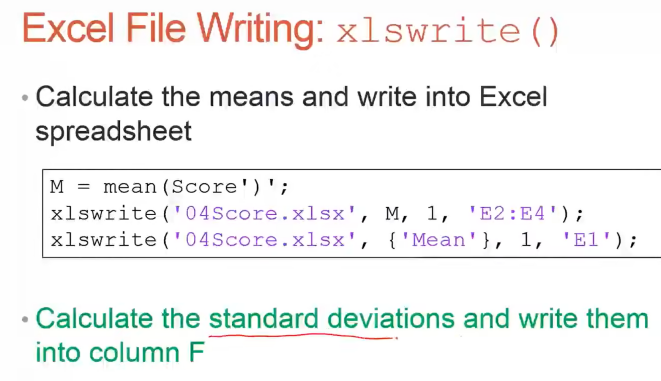 Excel File Writing: xlswrite()
• Calculate the means and write into Excel
spreadsheet
M = mean(Score')';
xlswrite('04Score.xlsx', M, 1, 'E2:E4');
xlswrite('04Score.xlsx', {'Mean'}, 1, 'E1');
• Calculate the standard deviations and write them
into column F